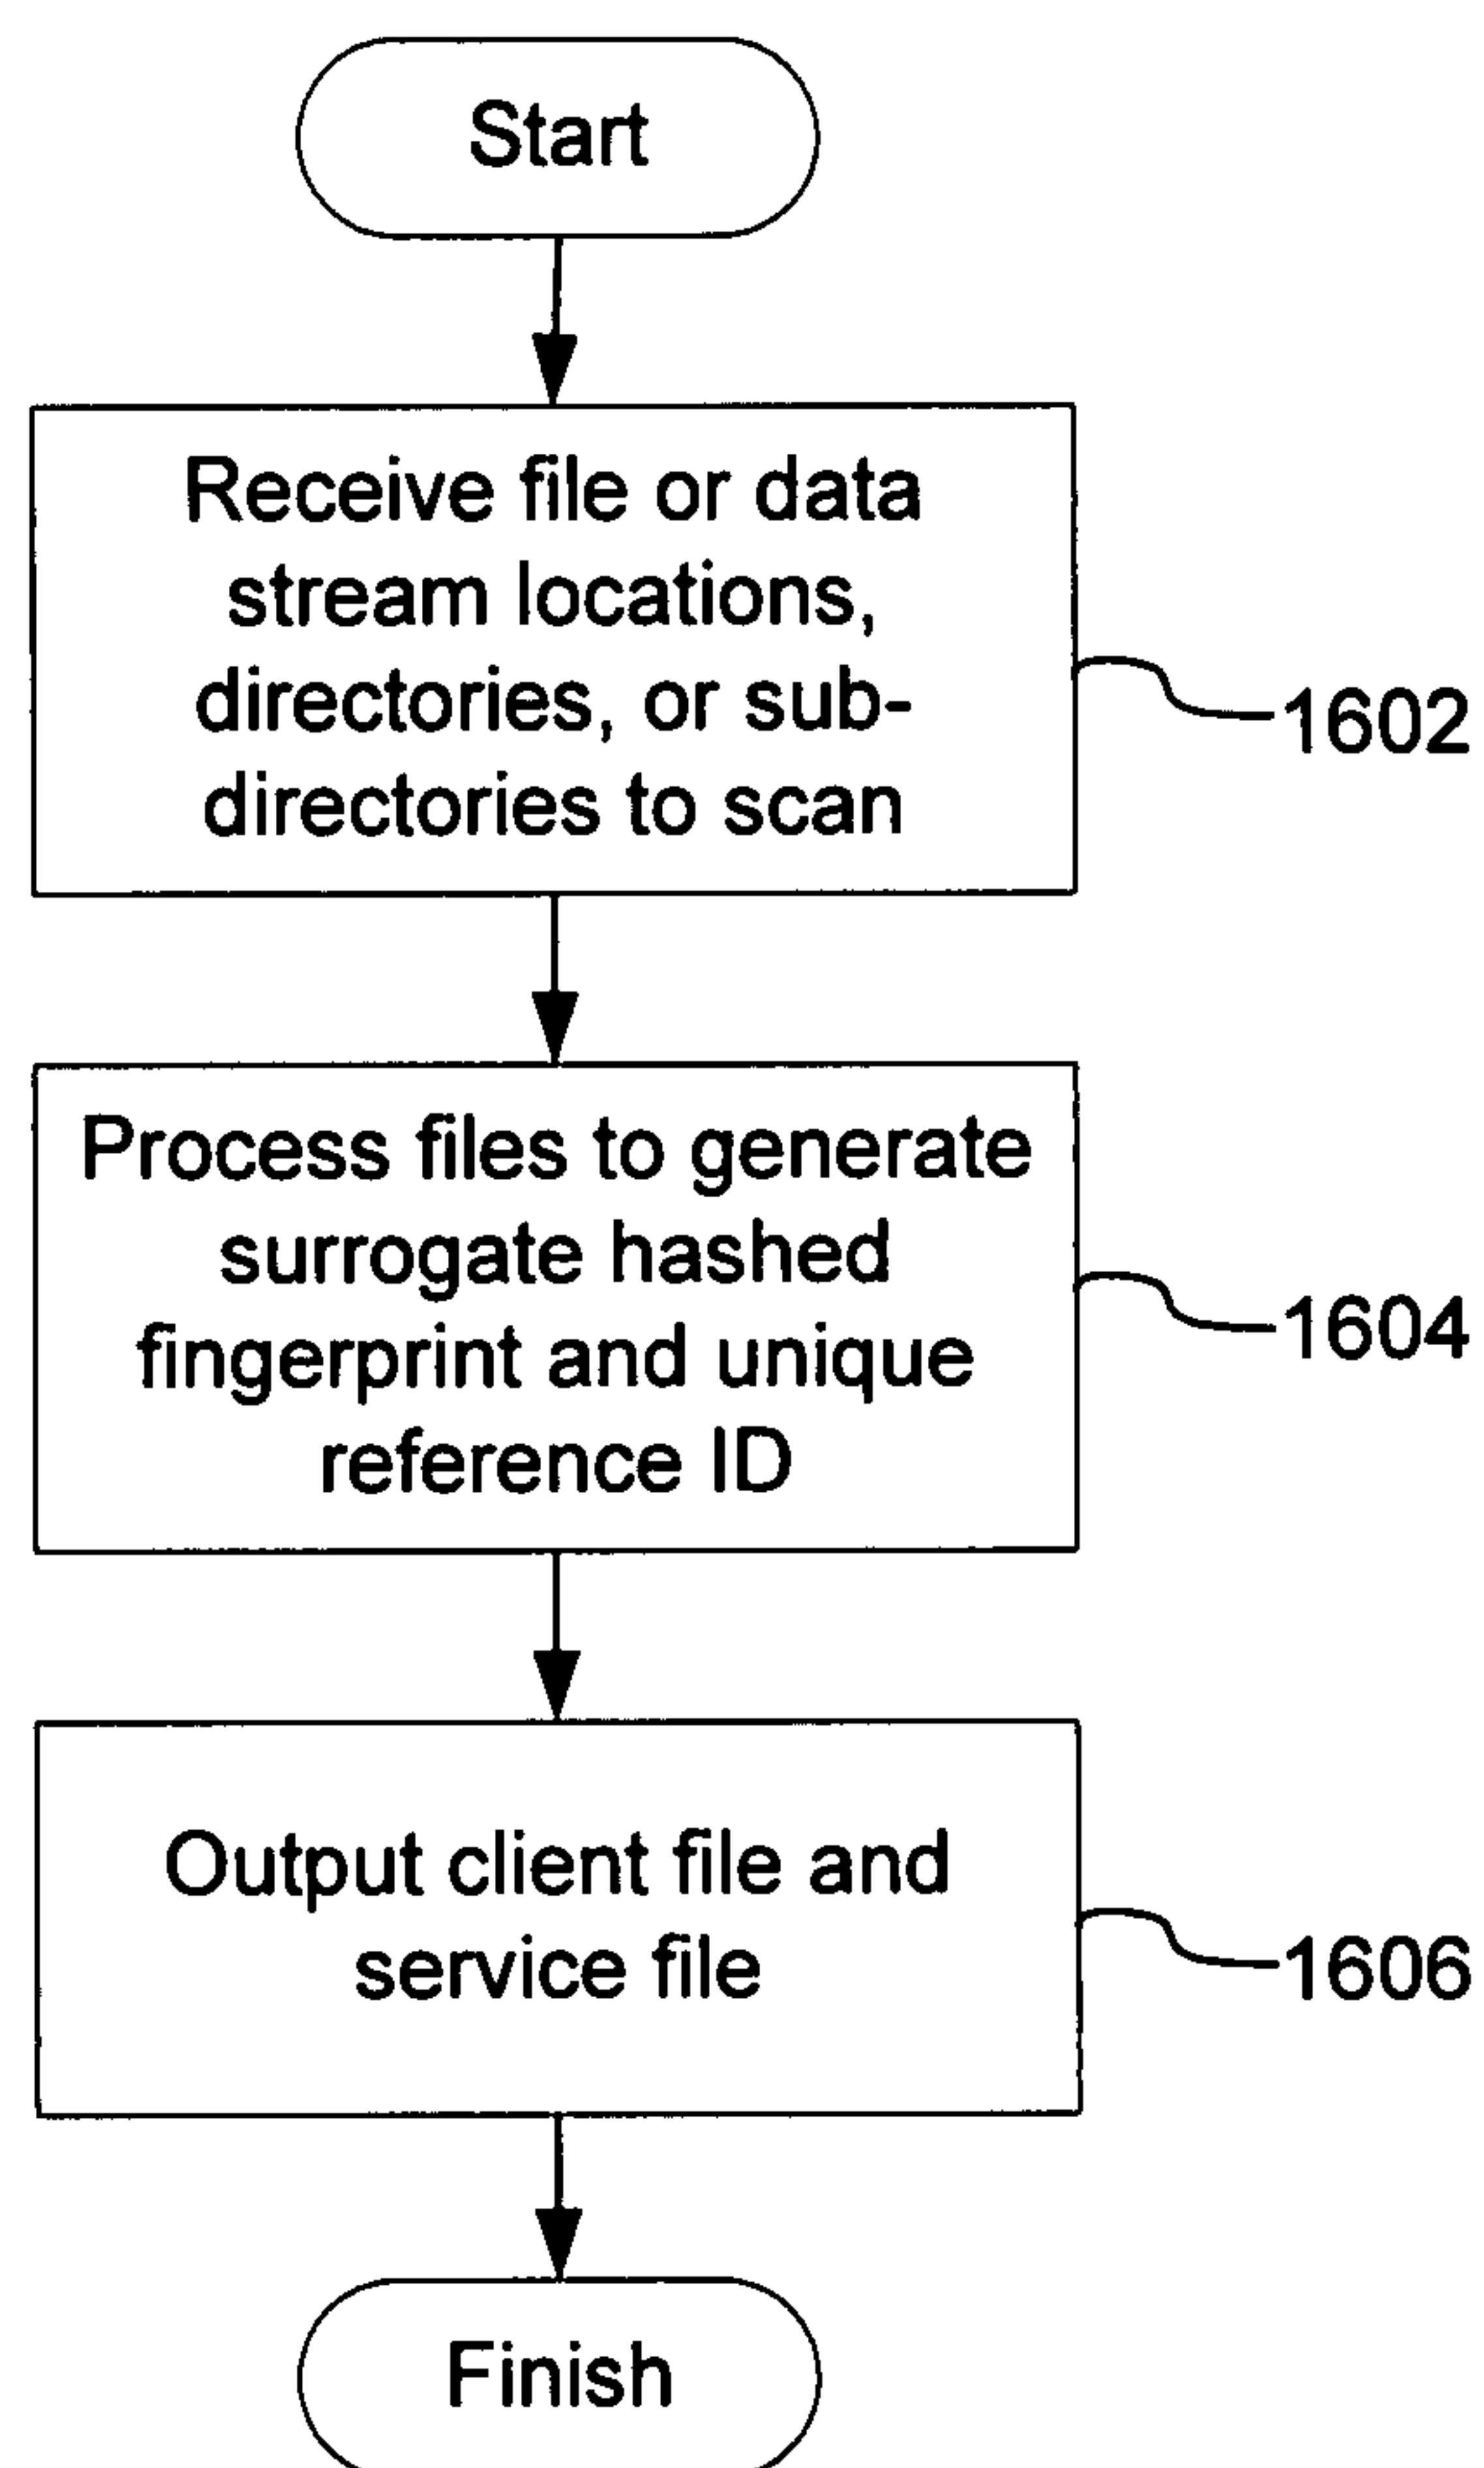 Start
Receive file or data
stream locations,
directories, or sub-
directories to scan
1602
Process files to generate
surrogate hashed
fingerprint and unique
reference ID
1604
Output client file and
service file
1606
Finish